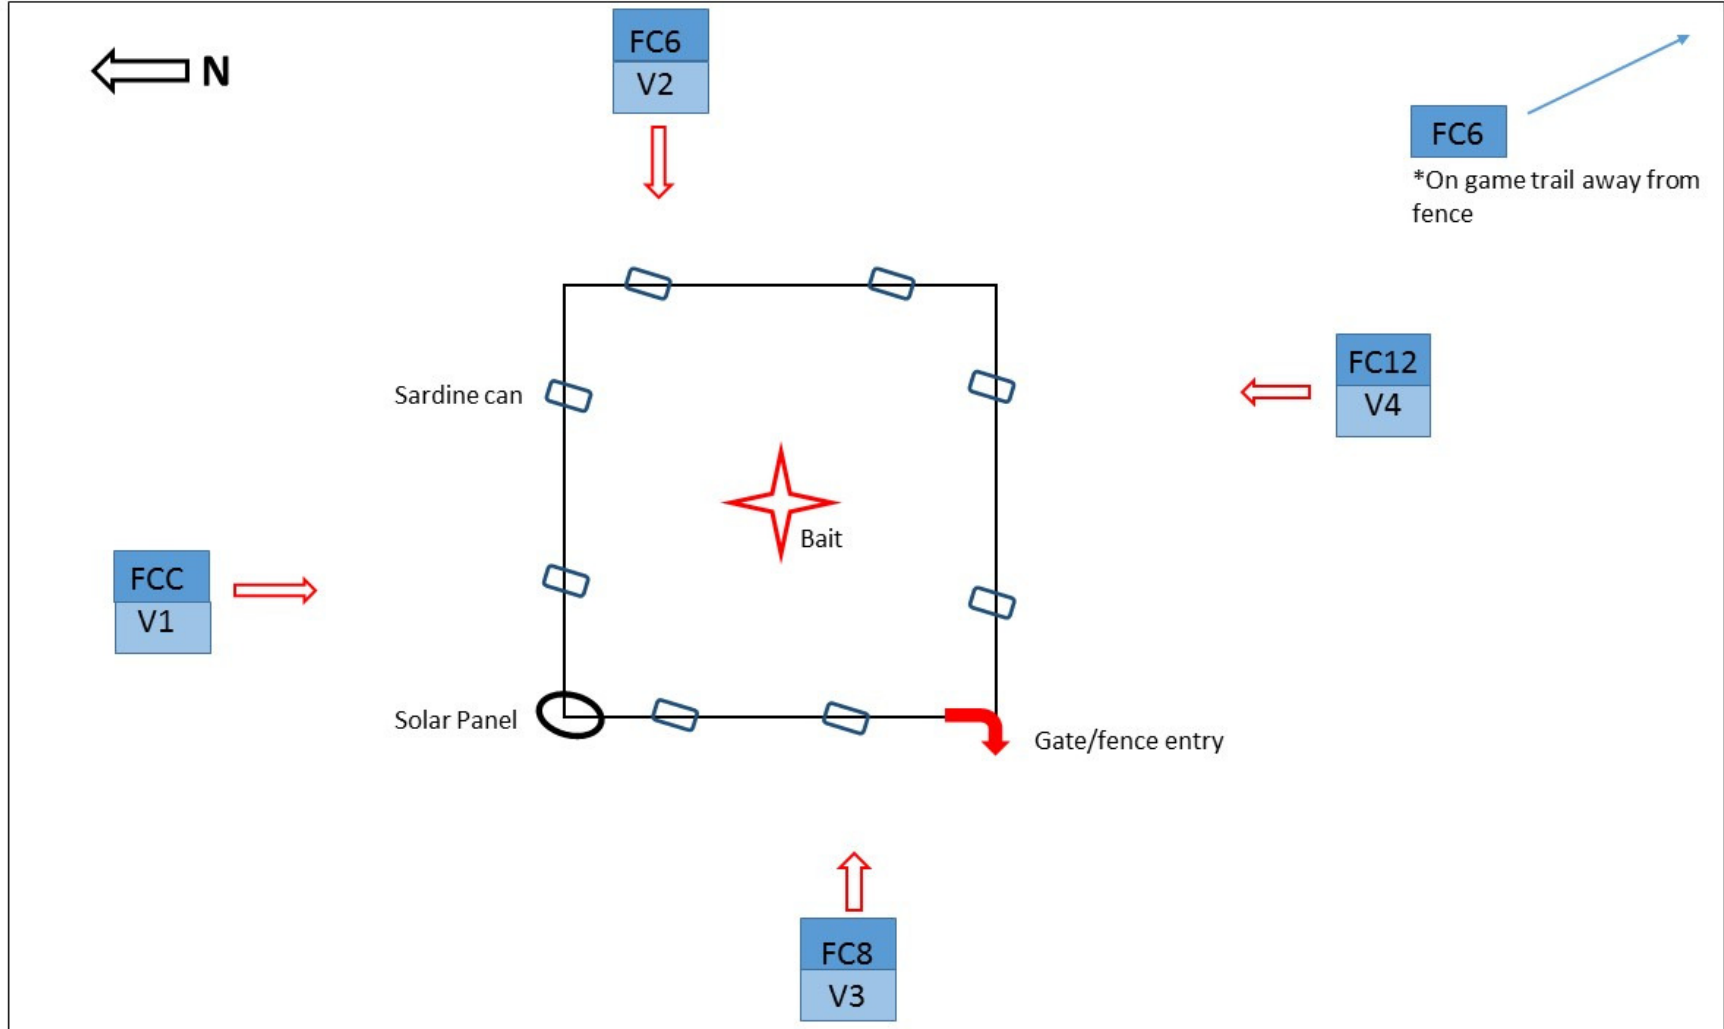 N
FC6
V2
FC6
*On game trail away from
fence
FC12
V4
Sardine can
Bait
FCC
V1
Solar Panel
Gate/fence entry
FC8
V3